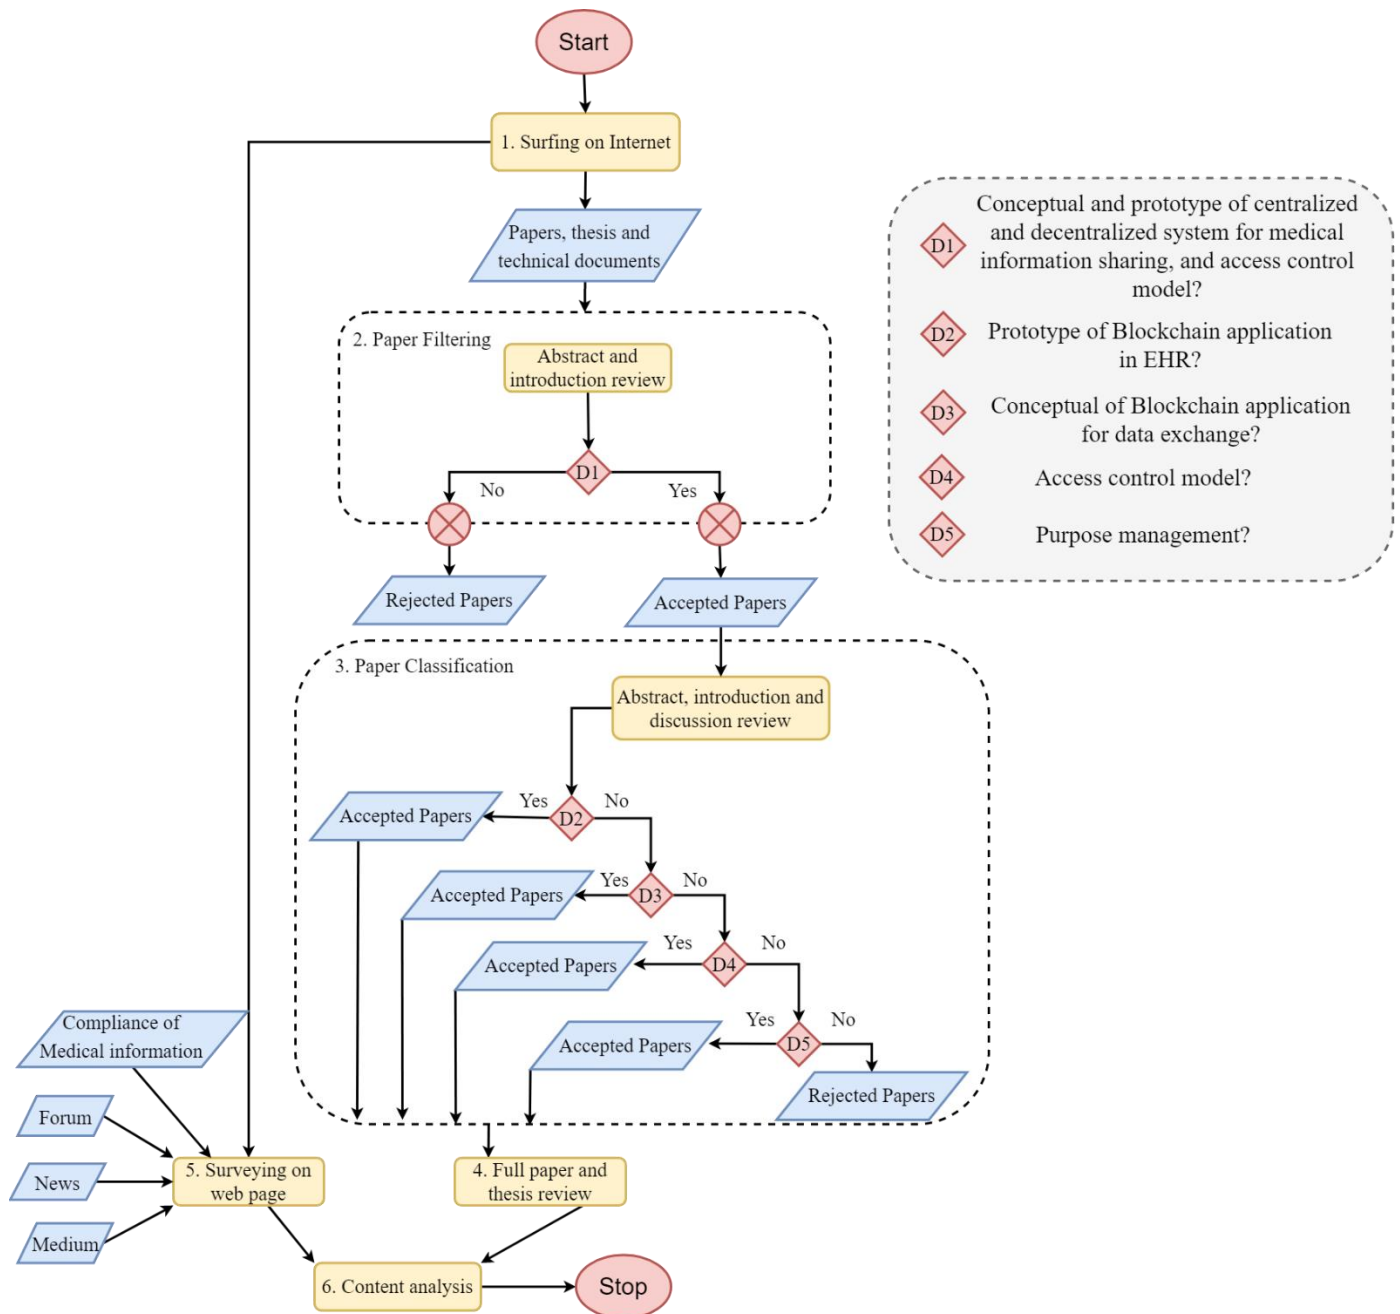 Start
1. Surfing on Internet
Papers, thesis and
technical documents
2. Paper Filtering
Abstract and
introduction review
D1
No
Yes
Rejected Papers
Accepted Papers
3. Paper Classification
Abstract, introduction and
discussion review
Accepted Papers
Yes
D2
No
Accepted Papers
Yes
D3
No
Accepted Papers
Yes
D4
No
Accepted Papers
Yes
D5
No
Rejected Papers
Compliance of
Medical information
Forum
News
Medium
5. Surveying on
web page
4. Full paper and
thesis review
6. Content analysis
Stop
D1
Conceptual and prototype of centralized
and decentralized system for medical
information sharing, and access control
model?
D2
Prototype of Blockchain application
in EHR?
D3
Conceptual of Blockchain application
for data exchange?
D4
Access control model?
D5
Purpose management?